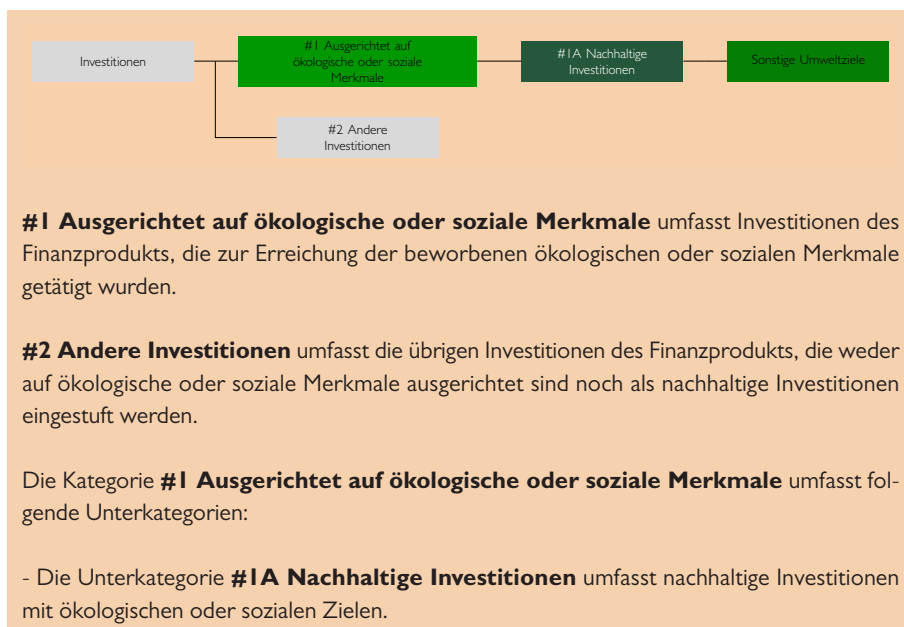 Investitionen
#1 Ausgerichtet auf
ökologische oder soziale
Merkmale
#1A Nachhaltige
Investitionen
Sonstige Umweltziele
#2 Andere
Investitionen
#1 Ausgerichtet auf ökologische oder soziale Merkmale umfasst Investitionen des
Finanzprodukts, die zur Erreichung der beworbenen ökologischen oder sozialen Merkmale
getätigt wurden.
#2 Andere Investitionen umfasst die übrigen Investitionen des Finanzprodukts, die weder
auf ökologische oder soziale Merkmale ausgerichtet sind noch als nachhaltige Investitionen
eingestuft werden.
Die Kategorie #1 Ausgerichtet auf ökologische oder soziale Merkmale umfasst fol-
gende Unterkategorien:
- Die Unterkategorie #1A Nachhaltige Investitionen umfasst nachhaltige Investitionen
mit ökologischen oder sozialen Zielen.